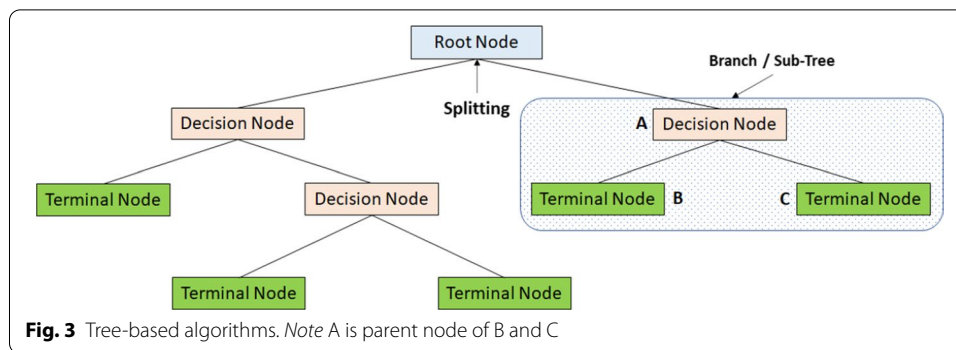 Root Node
Branch / Sub-Tree
Splitting
Decision Node
A Decision Node
Terminal Node
Decision Node
Terminal Node B
C Terminal Node
Terminal Node
Terminal Node
Fig. 3 Tree-based algorithms. Note A is parent node of B and C